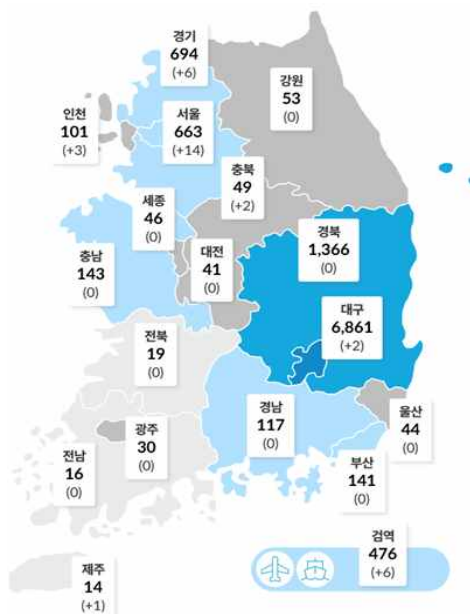 경기
694
(+6)
강원
53
(0)
인천
101
(+3)
서울
663
(+14)
충북
49
(+2)
세종
46
(0)
경북
1,366
(0)
대전
41
(0)
충남
143
(0)
대구
6,861
(+2)
전북
19
(0)
경남
117
(0)
울산
44
(0)
광주
30
(0)
전남
16
(0)
부산
141
(0)
검역
476
(+6)
제주
14
(+1)